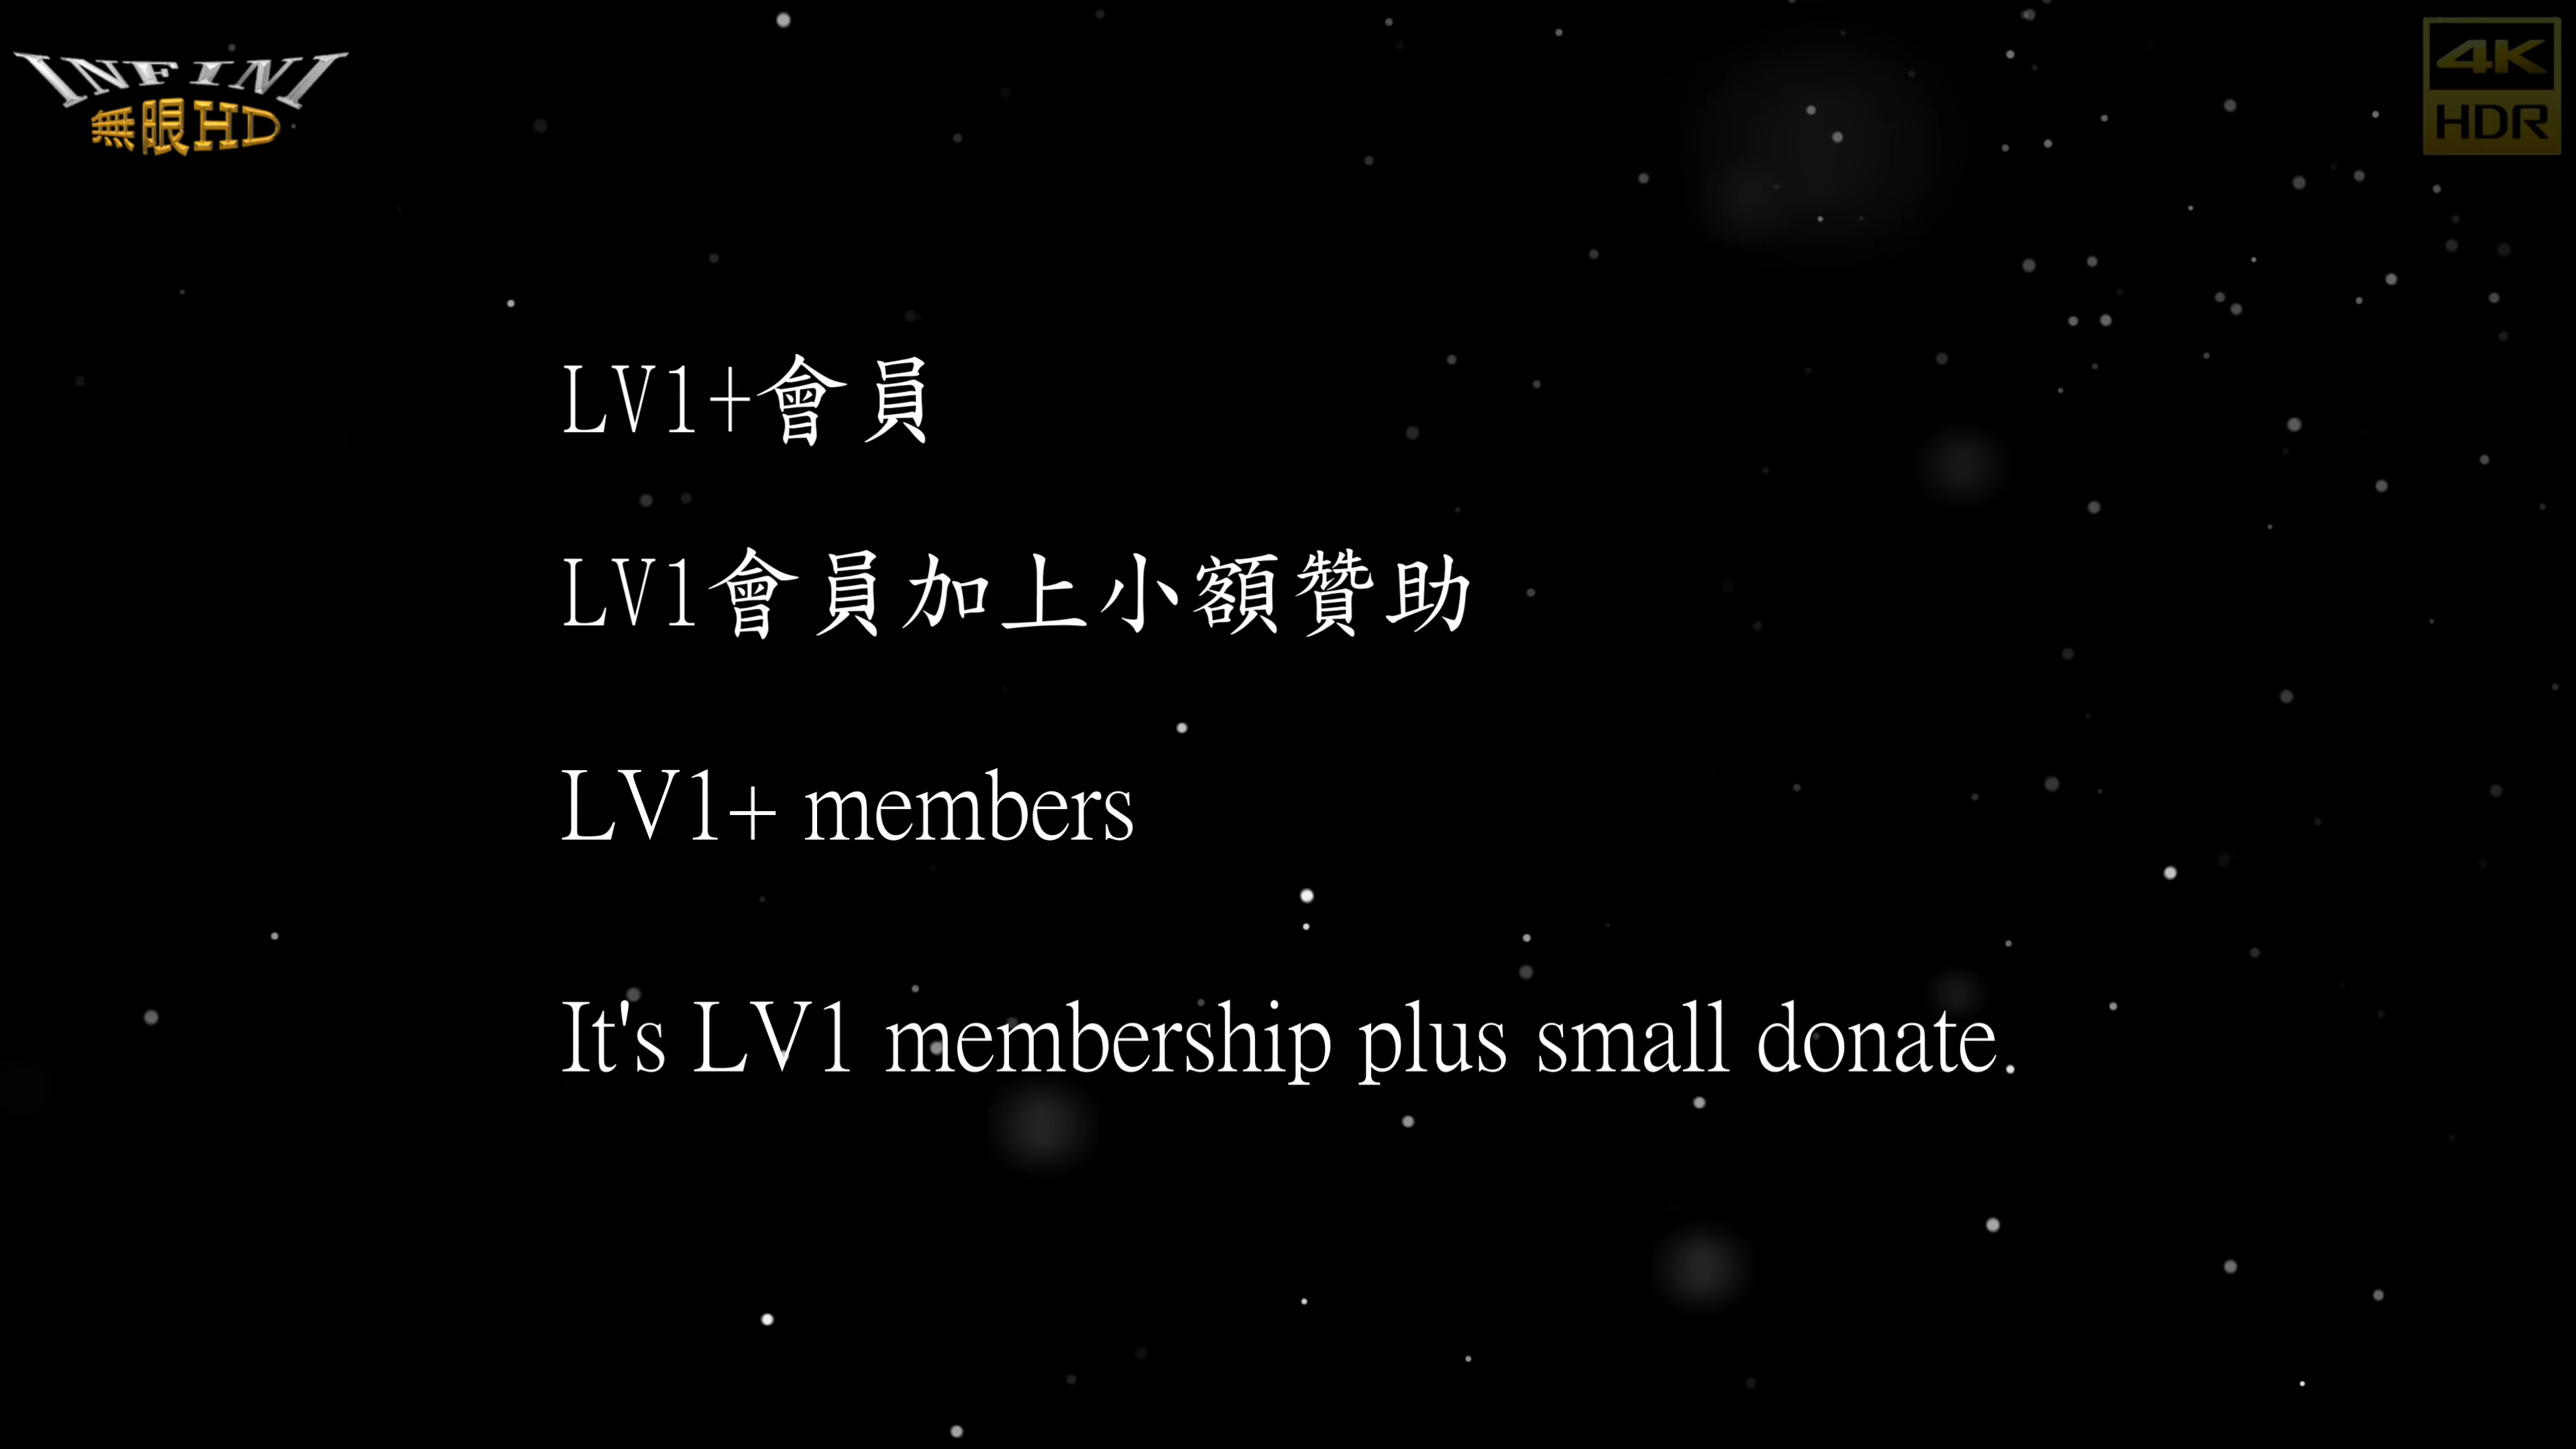 INFINI
無限HD
4K
HDR
LV1+會員
LV1會員加上小額贊助
LV1+ members
It's LV1 membership plus small donate.